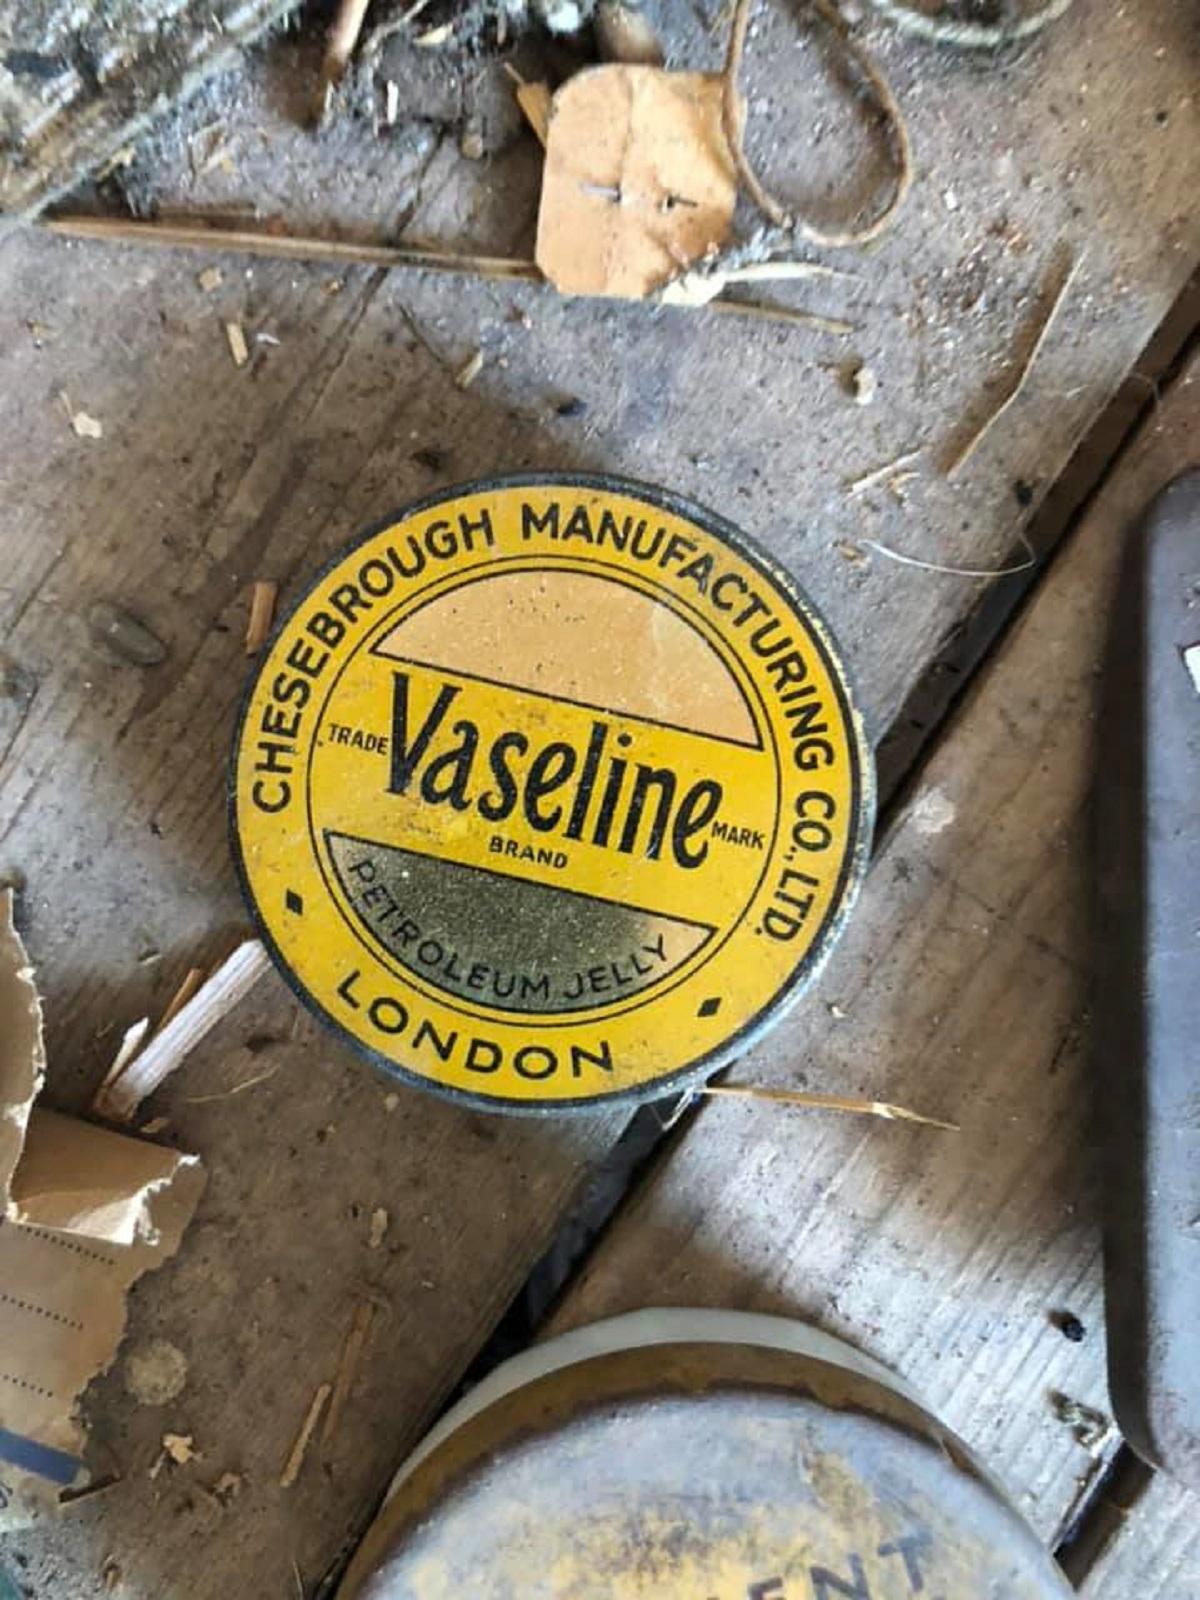 CHESEBROUGH MANUFACTURING CO., LTD.
TRADE Vaseline MARK
BRAND
PETROLEUM JELLY
LONDON